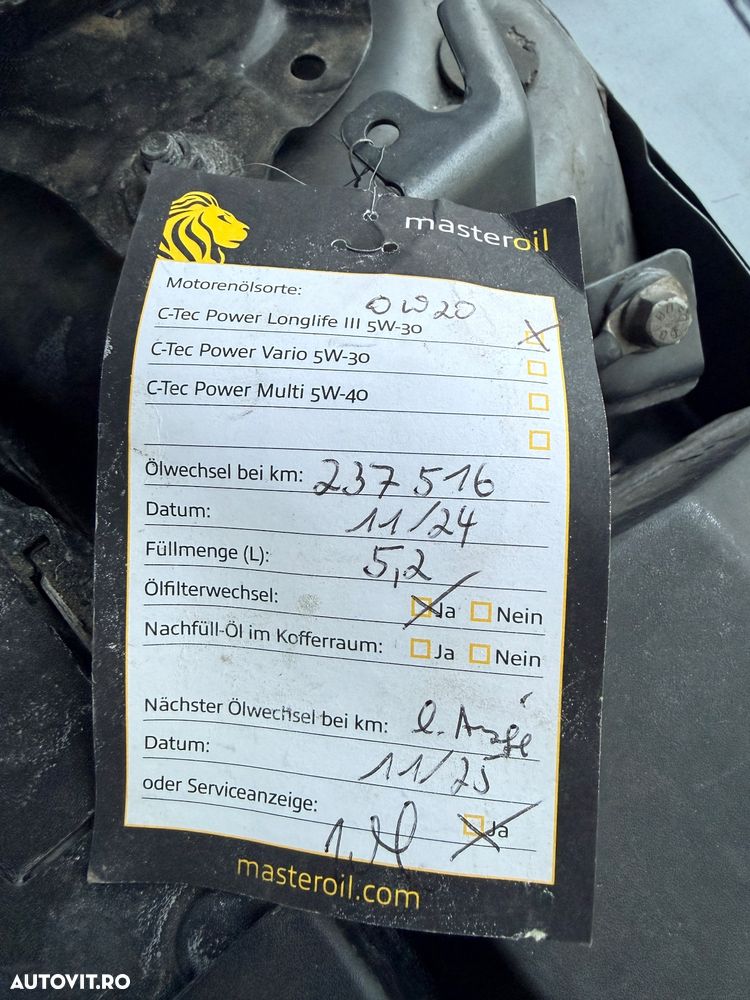 masteroil
Motorenölsorte:
0W20
C-Tec Power Longlife III 5W-30
C-Tec Power Vario 5W-30
C-Tec Power Multi 5W-40
Ölwechsel bei km: 237516
Datum: 11/24
Füllmenge (L): 5,2
Ölfilterwechsel: Ja Nein
Nachfüll-Öl im Kofferraum: Ja Nein
Nächster Ölwechsel bei km:
Datum: 11/25
oder Serviceanzeige: Ja
masteroil.com
AUTOVIT.RO